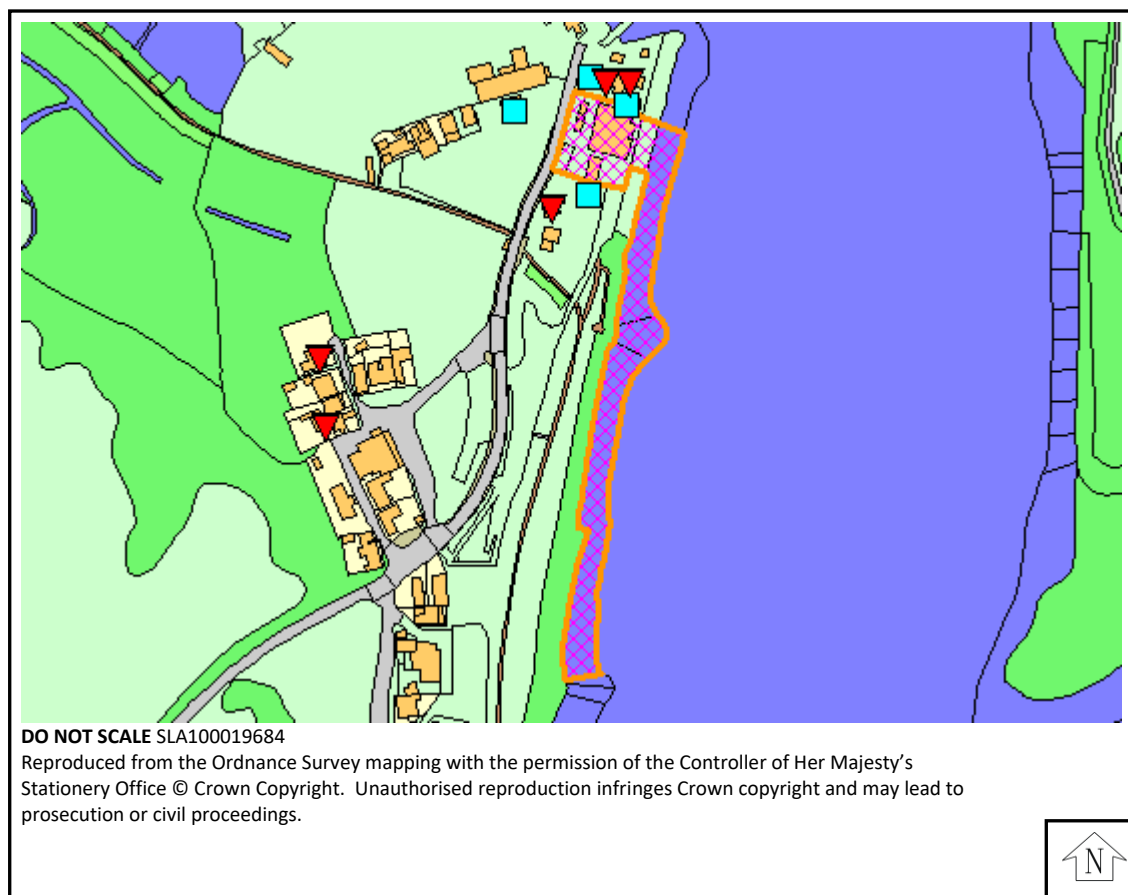 DO NOT SCALE SLA100019684
Reproduced from the Ordnance Survey mapping with the permission of the Controller of Her Majesty’s
Stationery Office © Crown Copyright.  Unauthorised reproduction infringes Crown copyright and may lead to
prosecution or civil proceedings.
N